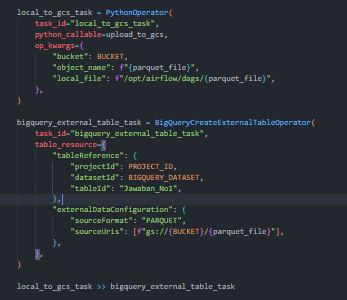 local_to_gcs_task = PythonOperator(
    task_id="local_to_gcs_task",
    python_callable=upload_to_gcs,
    op_kwargs={
        "bucket": BUCKET,
        "object_name": f"{parquet_file}",
        "local_file": f"/opt/airflow/dags/{parquet_file}",
    },
)
bigquery_external_table_task = BigQueryCreateExternalTableOperator(
    task_id="bigquery_external_table_task",
    table_resource={
        "tableReference": {
            "projectId": PROJECT_ID,
            "datasetId": BIGQUERY_DATASET,
            "tableId": "Jawaban_No1",
        },
        "externalDataConfiguration": {
            "sourceFormat": "PARQUET",
            "sourceUris": [f"gs://{BUCKET}/{parquet_file}"],
        },
    },
)
local_to_gcs_task >> bigquery_external_table_task